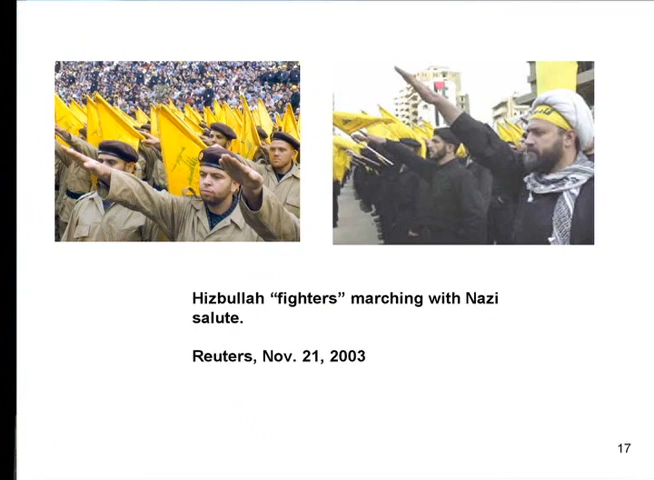 Hizbullah “fighters” marching with Nazi
salute.
Reuters, Nov. 21, 2003
17